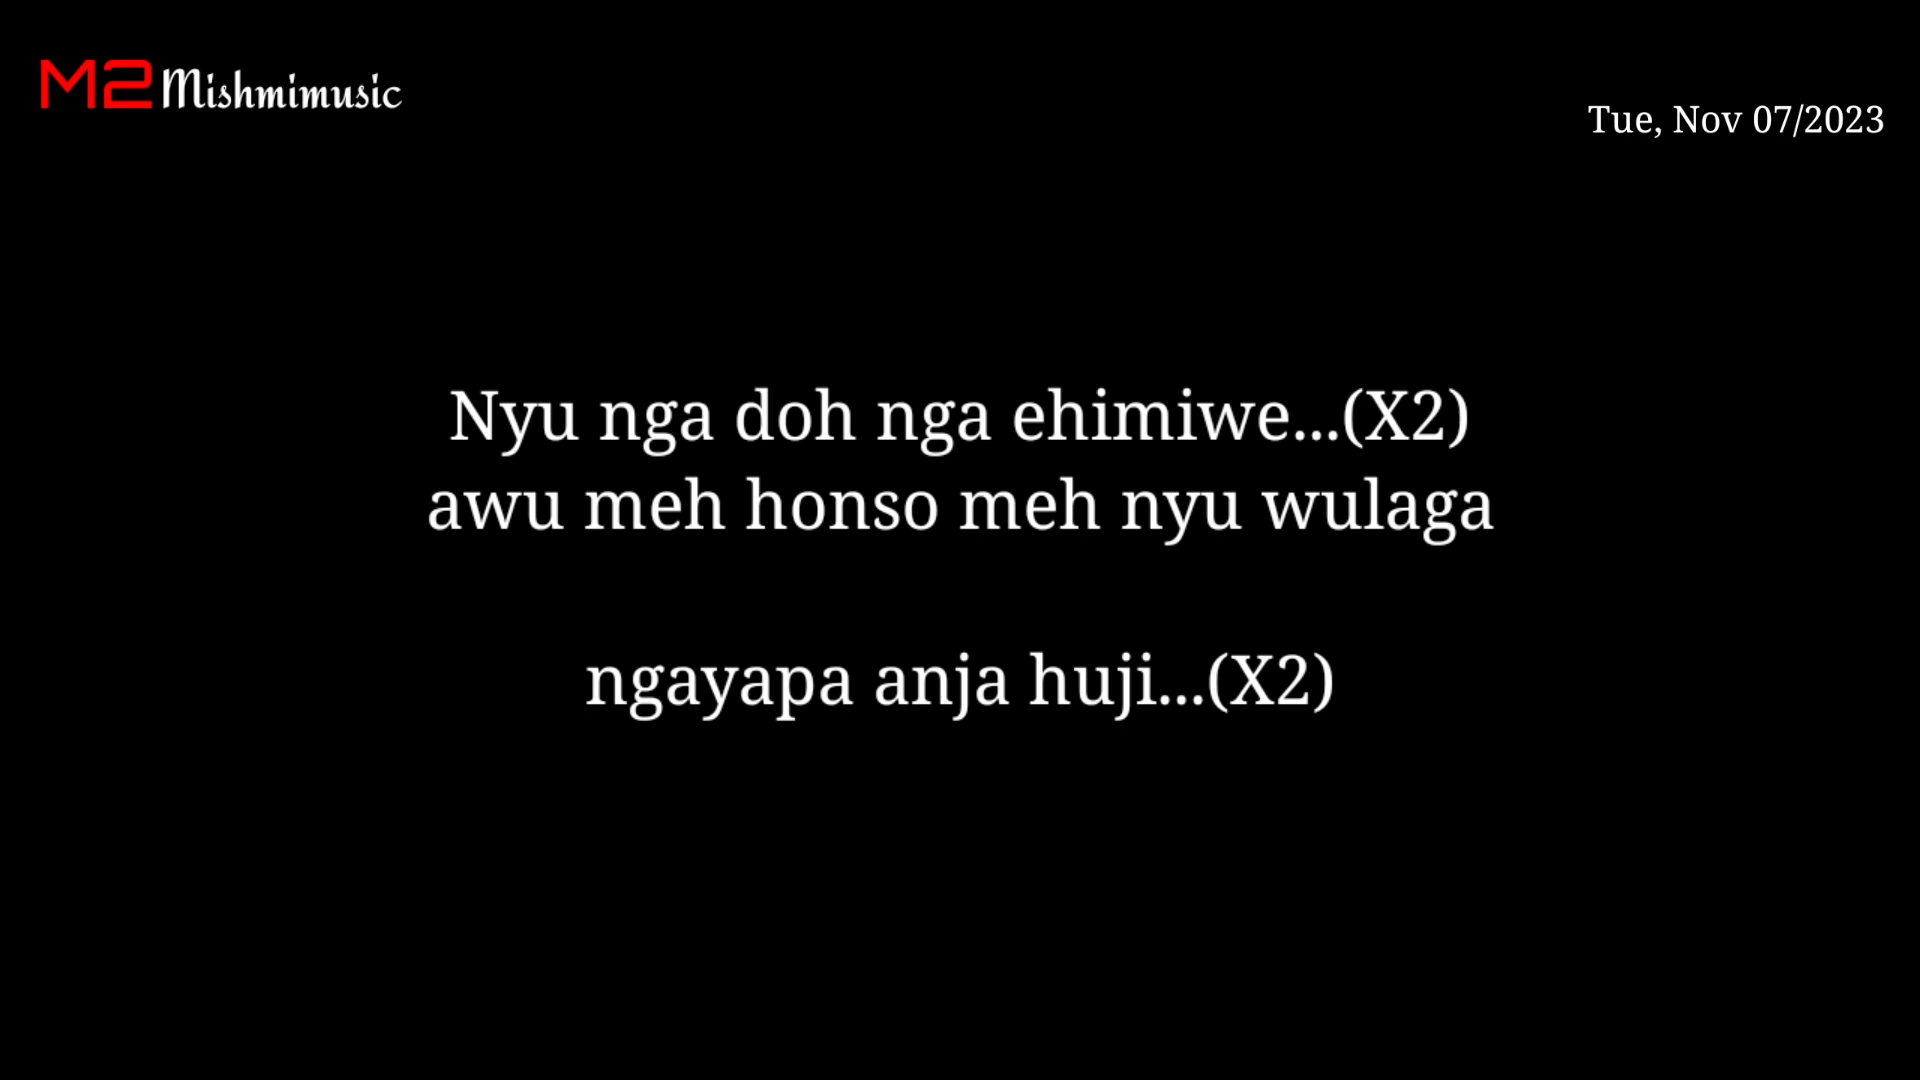 M2 Mishmimusic
Tue, Nov 07/2023
Nyu nga doh nga ehimiwe...(X2)
awu meh honso meh nyu wulaga
ngayapa anja huji...(X2)